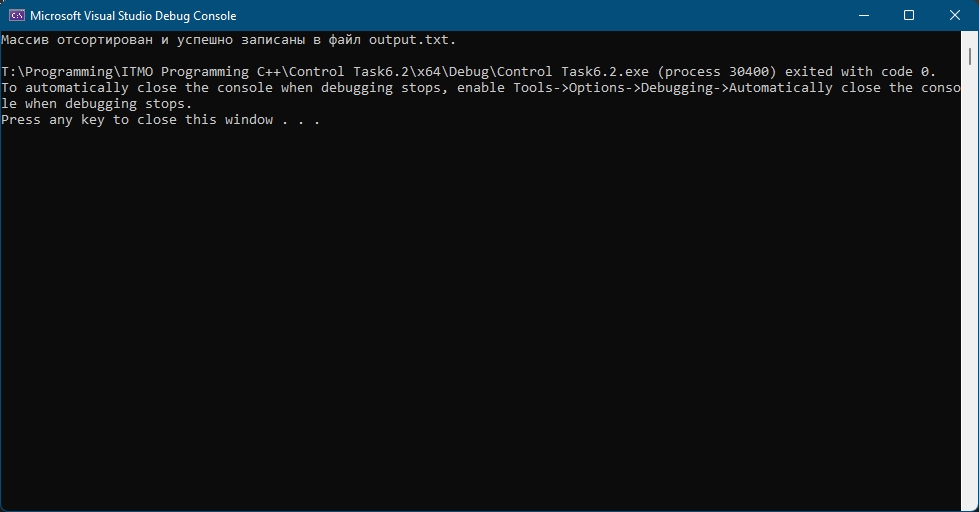 Microsoft Visual Studio Debug Console
Массив отсортирован и успешно записаны в файл output.txt.
T:\Programming\ITMO Programming C++\Control Task6.2\x64\Debug\Control Task6.2.exe (process 30400) exited with code 0.
To automatically close the console when debugging stops, enable Tools->Options->Debugging->Automatically close the conso
le when debugging stops.
Press any key to close this window . . .